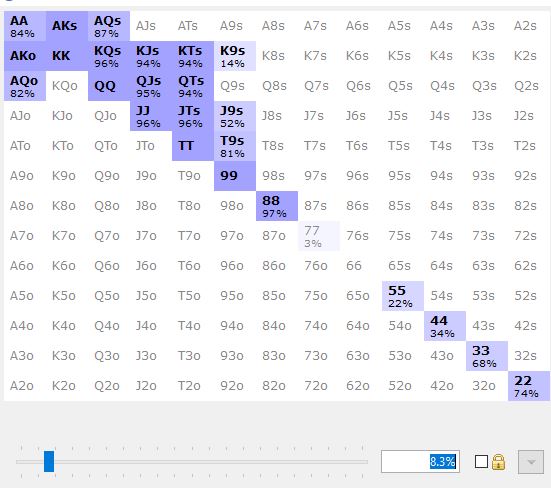 AA AKs AQs AJs ATs A9s A8s A7s A6s A5s A4s A3s A2s
84% 87%
AKo KK KQs KJs KTs K9s K8s K7s K6s K5s K4s K3s K2s
96% 94% 94% 14%
AQo KQo QQ QJs QTs Q9s Q8s Q7s Q6s Q5s Q4s Q3s Q2s
82% 95% 94%
AJo KJo QJo JJ JTs J9s J8s J7s J6s J5s J4s J3s J2s
96% 96% 52%
ATo KTo QTo JTo TT T9s T8s T7s T6s T5s T4s T3s T2s
81%
A9o K9o Q9o J9o T9o 99 98s 97s 96s 95s 94s 93s 92s
A8o K8o Q8o J8o T8o 98o 88 87s 86s 85s 84s 83s 82s
97%
A7o K7o Q7o J7o T7o 97o 87o 77 76s 75s 74s 73s 72s
3%
A6o K6o Q6o J6o T6o 96o 86o 76o 66 65s 64s 63s 62s
A5o K5o Q5o J5o T5o 95o 85o 75o 65o 55 54s 53s 52s
22%
A4o K4o Q4o J4o T4o 94o 84o 74o 64o 54o 44 43s 42s
34%
A3o K3o Q3o J3o T3o 93o 83o 73o 63o 53o 43o 33 32s
68%
A2o K2o Q2o J2o T2o 92o 82o 72o 62o 52o 42o 32o 22
74%
8.3%